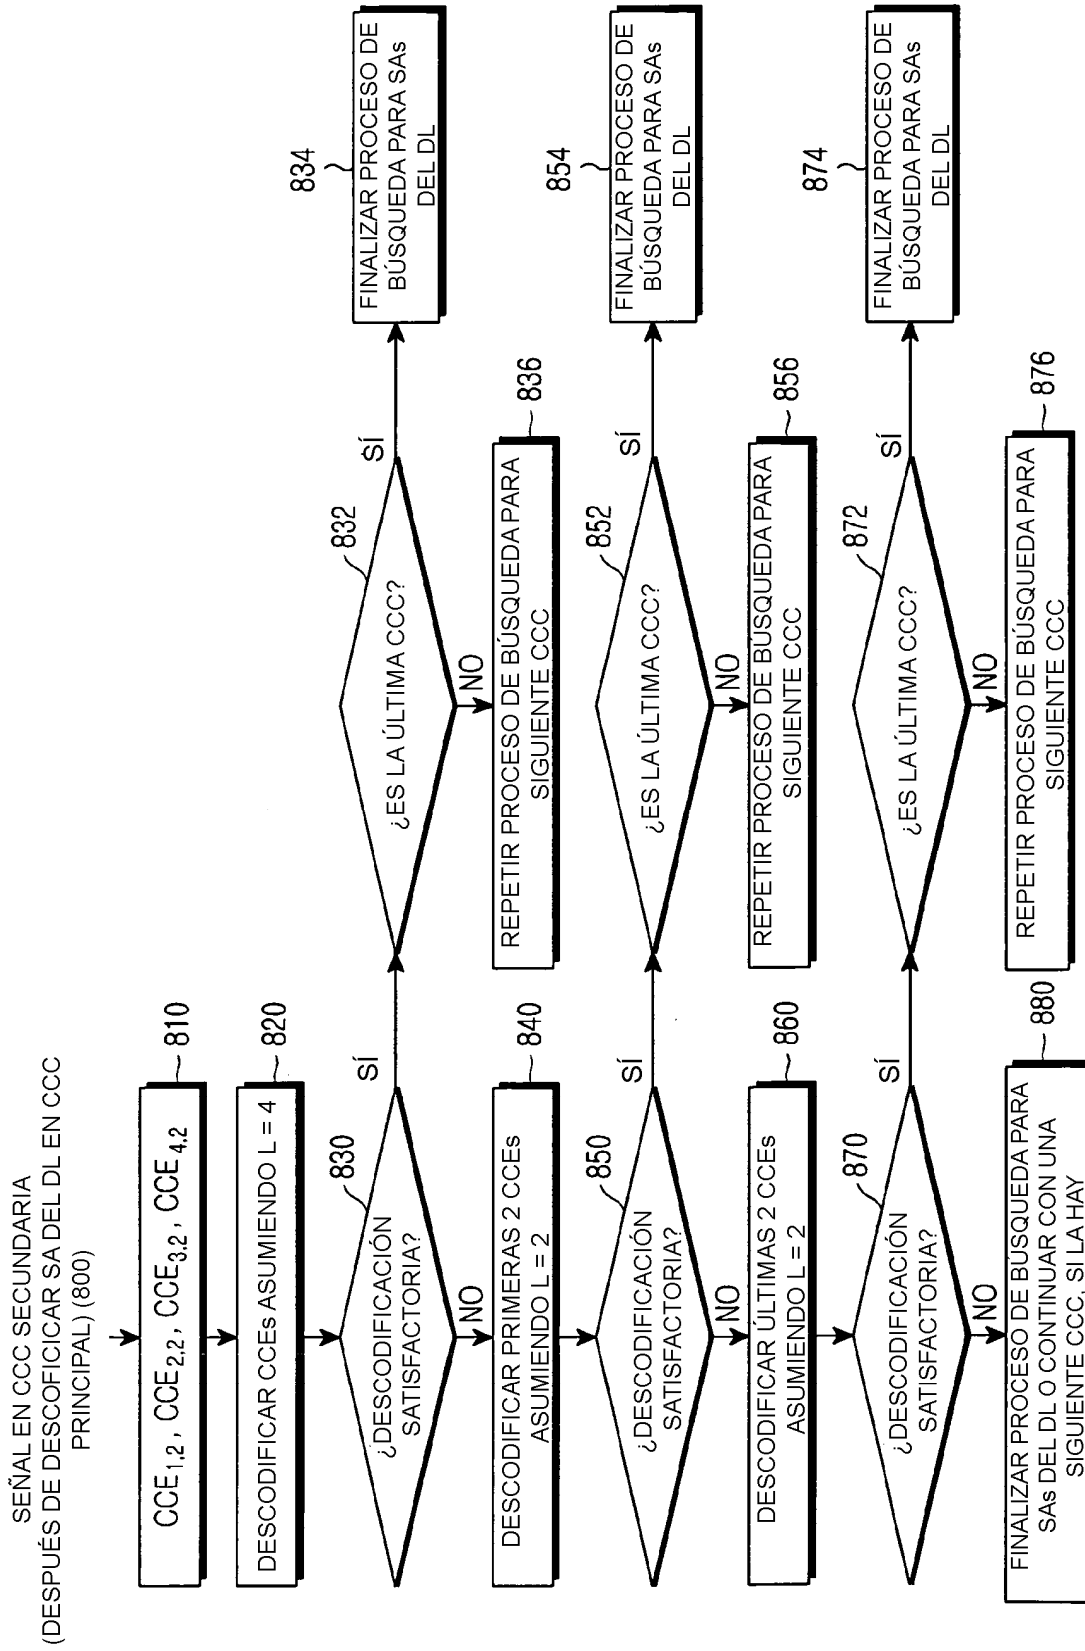 SEÑAL EN CCC SECUNDARIA
(DESPUÉS DE DESCOFICAR SA DEL DL EN CCC
PRINCIPAL) (800)
CCE1,2, CCE2,2, CCE3,2, CCE4,2
810
DESCODIFICAR CCEs ASUMIENDO L = 4
820
¿DESCODIFICACIÓN
SATISFACTORIA?
830
SÍ
NO
¿ES LA ÚLTIMA CCC?
832
SÍ
NO
FINALIZAR PROCESO DE
BÚSQUEDA PARA SAs
DEL DL
834
REPETIR PROCESO DE BÚSQUEDA PARA
SIGUIENTE CCC
836
DESCODIFICAR PRIMERAS 2 CCEs
ASUMIENDO L = 2
840
¿DESCODIFICACIÓN
SATISFACTORIA?
850
SÍ
NO
¿ES LA ÚLTIMA CCC?
852
SÍ
NO
FINALIZAR PROCESO DE
BÚSQUEDA PARA SAs
DEL DL
854
REPETIR PROCESO DE BÚSQUEDA PARA
SIGUIENTE CCC
856
DESCODIFICAR ÚLTIMAS 2 CCEs
ASUMIENDO L = 2
860
¿DESCODIFICACIÓN
SATISFACTORIA?
870
SÍ
NO
¿ES LA ÚLTIMA CCC?
872
SÍ
NO
FINALIZAR PROCESO DE
BÚSQUEDA PARA SAs
DEL DL
874
REPETIR PROCESO DE BÚSQUEDA PARA
SIGUIENTE CCC
876
FINALIZAR PROCESO DE BÚSQUEDA PARA
SAs DEL DL O CONTINUAR CON UNA
SIGUIENTE CCC, SI LA HAY
880